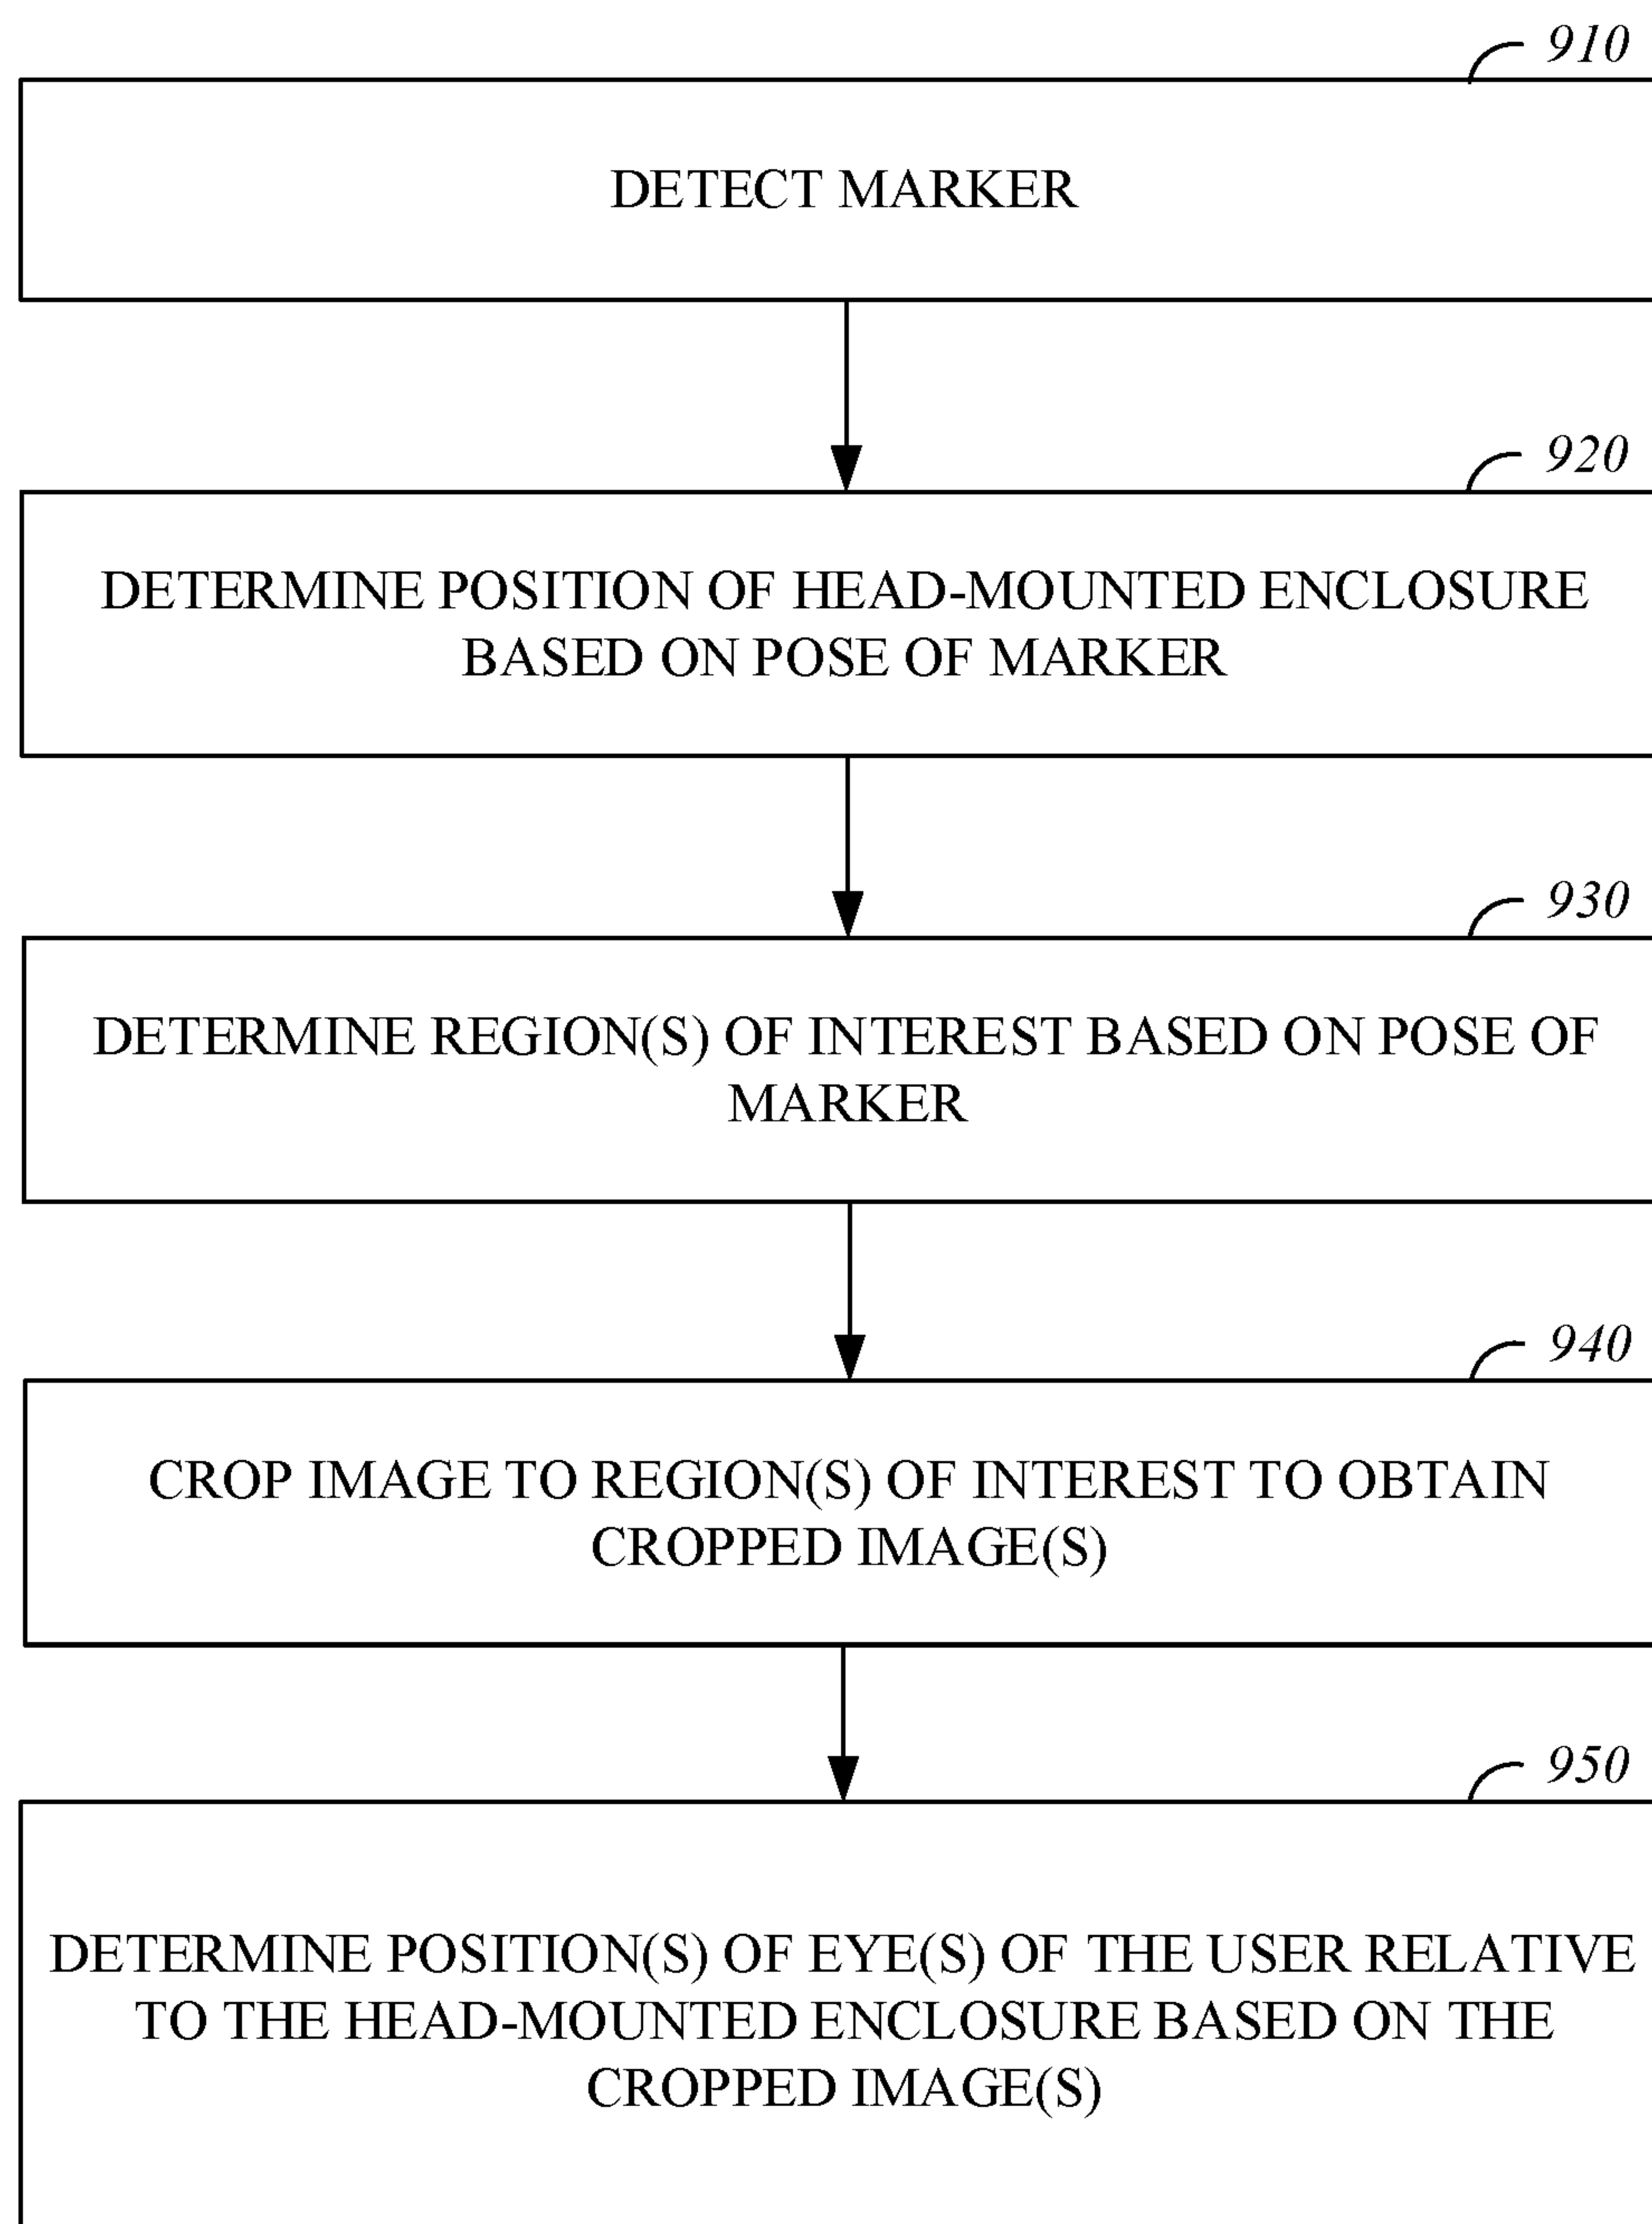 910
DETECT MARKER
920
DETERMINE POSITION OF HEAD-MOUNTED ENCLOSURE
BASED ON POSE OF MARKER
930
DETERMINE REGION(S) OF INTEREST BASED ON POSE OF
MARKER
940
CROP IMAGE TO REGION(S) OF INTEREST TO OBTAIN
CROPPED IMAGE(S)
950
DETERMINE POSITION(S) OF EYE(S) OF THE USER RELATIVE
TO THE HEAD-MOUNTED ENCLOSURE BASED ON THE
CROPPED IMAGE(S)